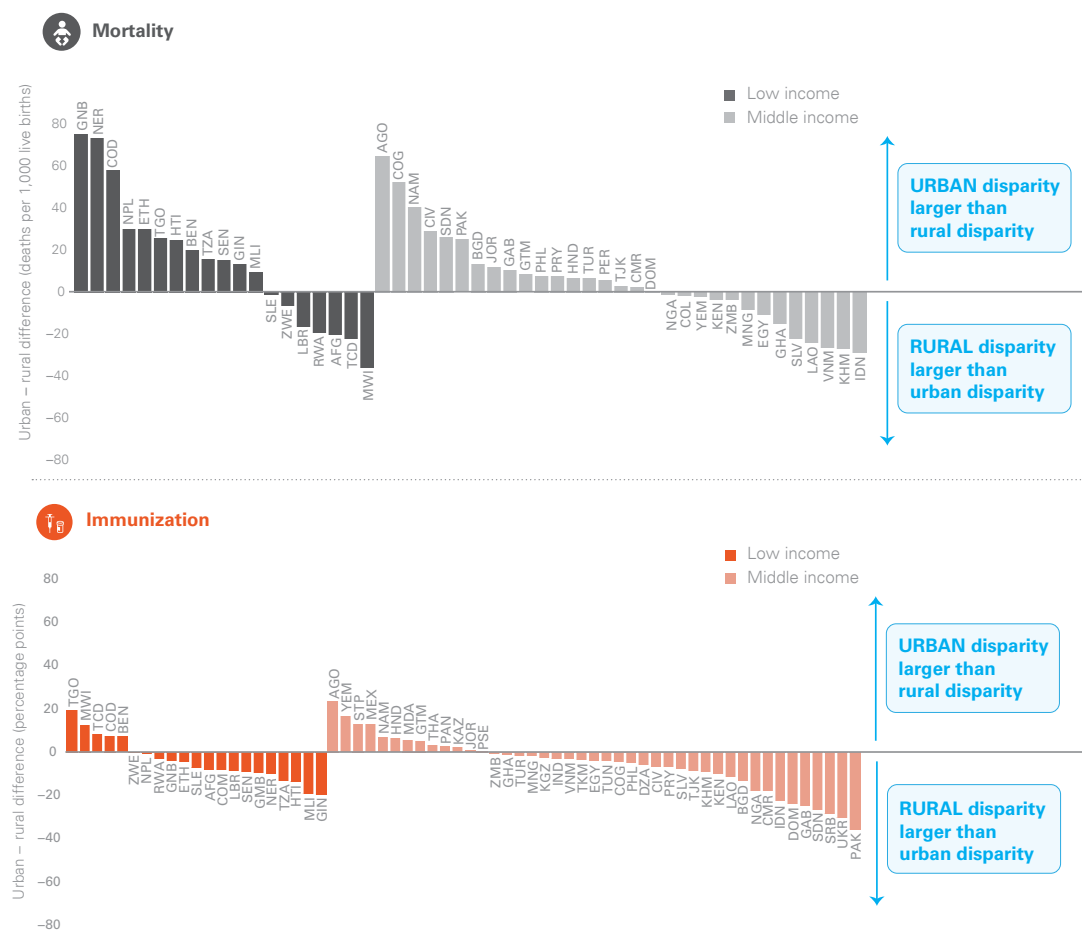 Mortality
Urban – rural difference (deaths per 1,000 live births)
80
60
40
20
0
–20
–40
–60
–80
GNB
NER
COD
NPL
ETH
TGO
HTI
BEN
TZA
SEN
GIN
MLI
SLE
ZWE
LBR
RWA
AFG
TCD
MWI
AGO
COG
NAM
CIV
SDN
PAK
BGD
JOR
GAB
GTM
PHL
PRY
HND
TUR
PER
TJK
CMR
DOM
NGA
COL
YEM
KEN
ZMB
MNG
EGY
GHA
SLV
LAO
VNM
KHM
IDN
Low income
Middle income
URBAN disparity
larger than
rural disparity
RURAL disparity
larger than
urban disparity
Immunization
Urban – rural difference (percentage points)
80
60
40
20
0
–20
–40
–60
–80
TGO
MWI
TCD
COD
BEN
ZWE
NPL
RWA
GNB
ETH
SLE
AFG
COM
LBR
SEN
GMB
NER
TZA
HTI
MLI
GIN
AGO
YEM
STP
MEX
NAM
HND
MDA
GTM
THA
PAN
KAZ
JOR
PSE
ZMB
GHA
TUR
MNG
KGZ
IND
VNM
TKM
EGY
TUN
COG
PHL
DZA
CIV
PRY
SLV
TJK
KHM
KEN
LAO
BGD
NGA
CMR
IDN
DOM
GAB
SDN
SRB
UKR
PAK
Low income
Middle income
URBAN disparity
larger than
rural disparity
RURAL disparity
larger than
urban disparity